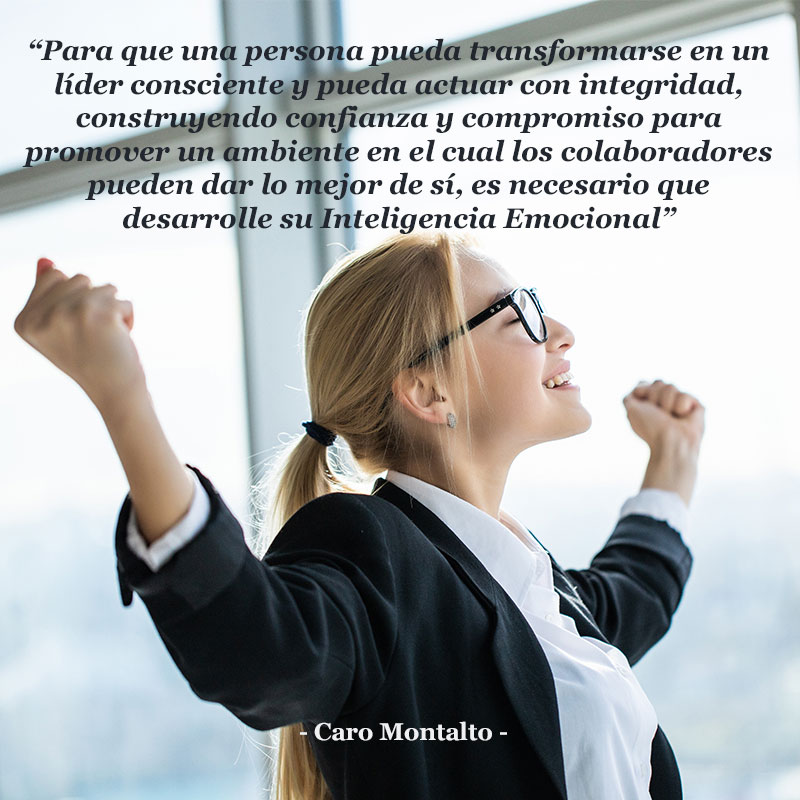 “Para que una persona pueda transformarse en un
líder consciente y pueda actuar con integridad,
construyendo confianza y compromiso para
promover un ambiente en el cual los colaboradores
pueden dar lo mejor de sí, es necesario que
desarrolle su Inteligencia Emocional”
- Caro Montalto -